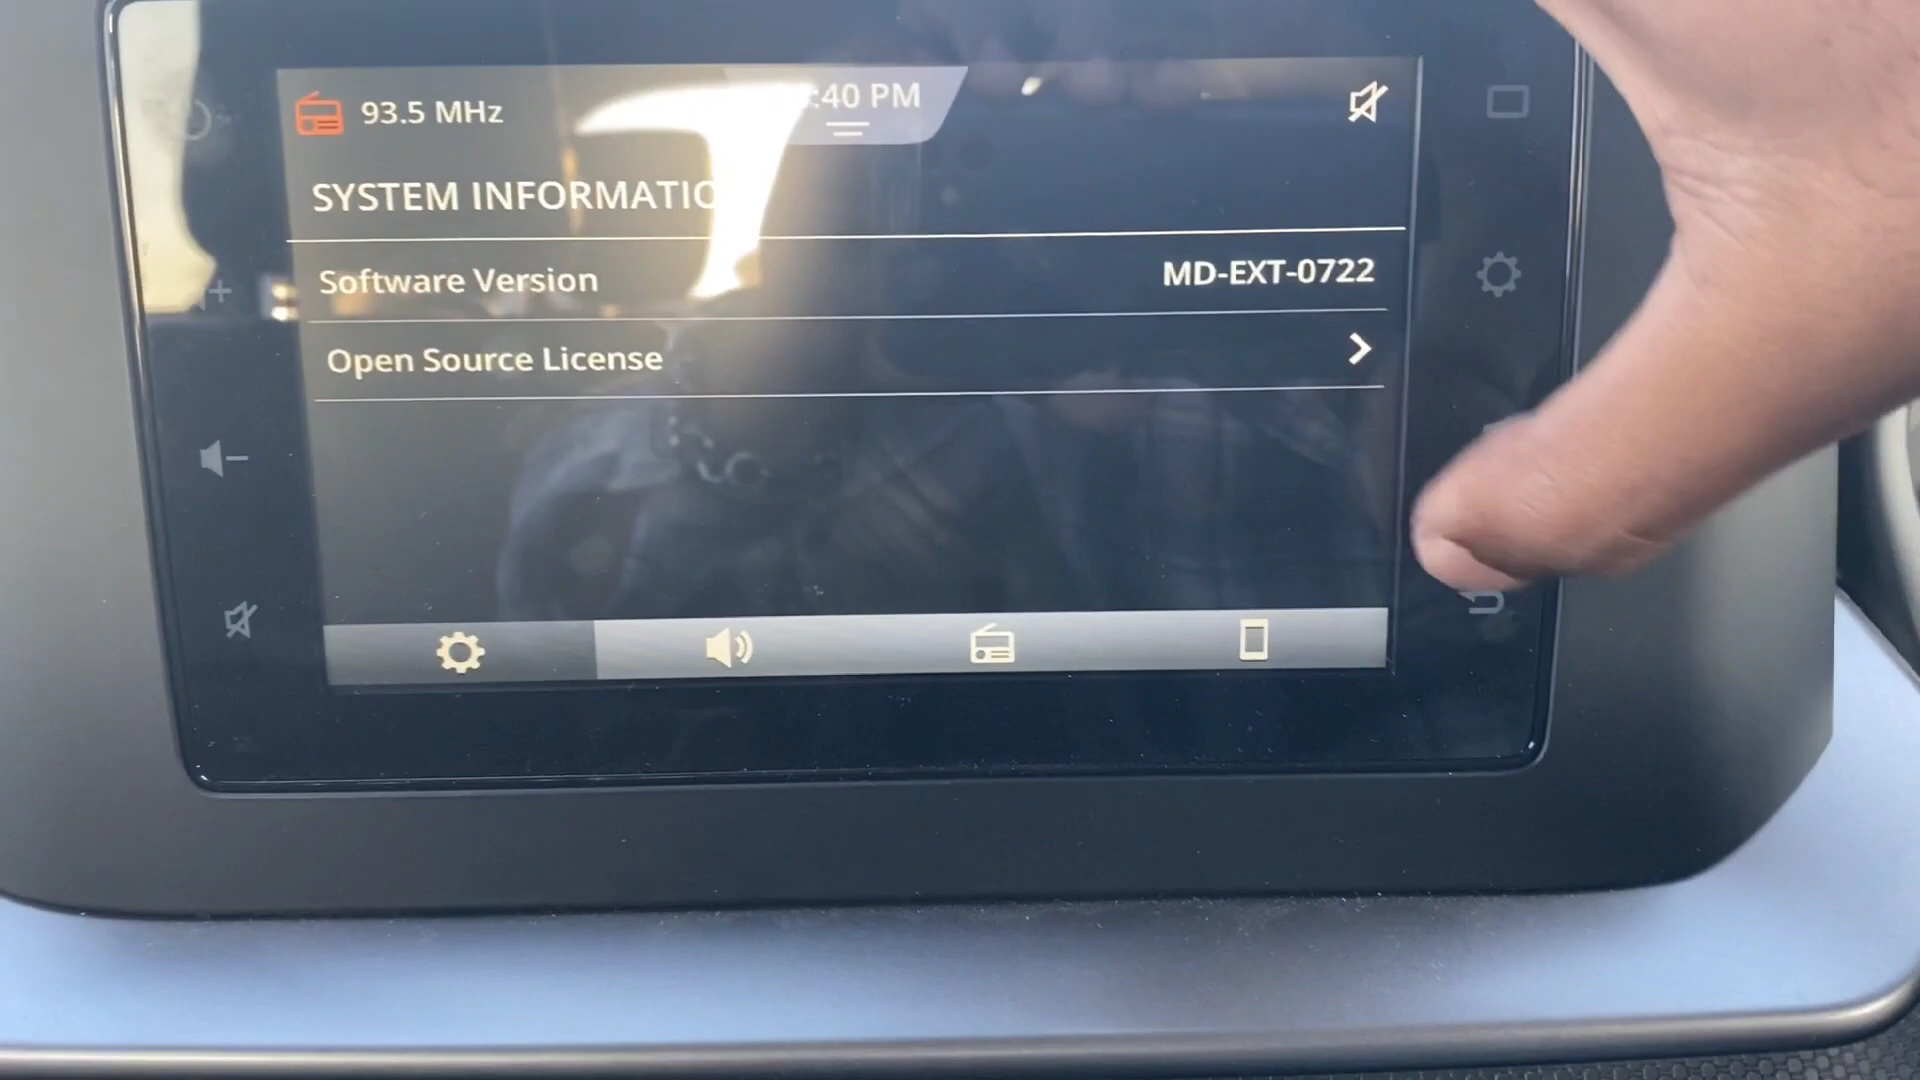 93.5 MHz
:40 PM
SYSTEM INFORMATIO
Software Version MD-EXT-0722
Open Source License